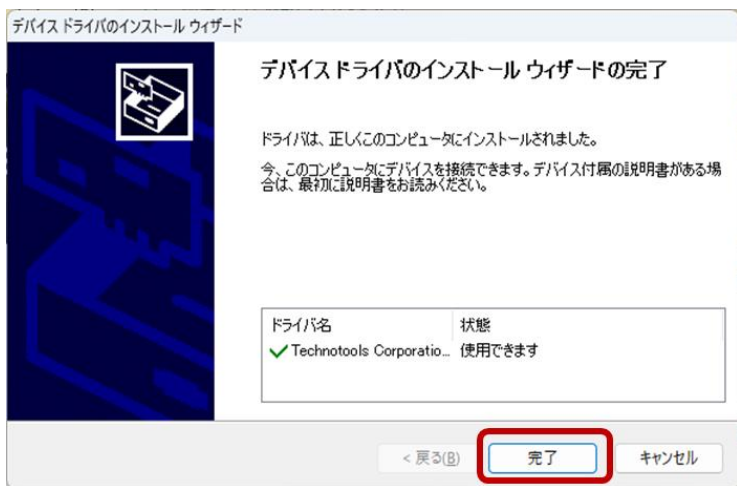 デバイス ドライバのインストール ウィザード
デバイス ドライバのインストール ウィザードの完了
ドライバは、正しくこのコンピュータにインストールされました。
今、このコンピュータにデバイスを接続できます。デバイス付属の説明書がある場
合は、最初に説明書をお読みください。
ドライバ名 状態
Technotools Corporatio... 使用できます
< 戻る(B) 完了 キャンセル